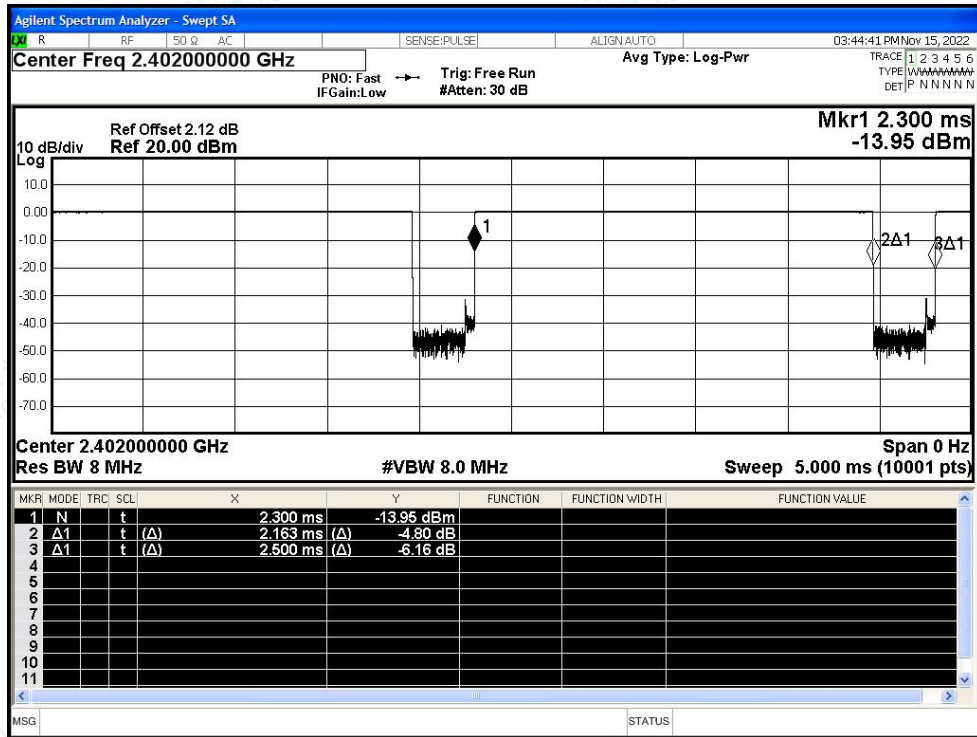 Agilent Spectrum Analyzer - Swept SA
LXI R RF 50 Ω AC SENSE:PULSE ALIGN AUTO 03:44:41 PM Nov 15, 2022
Center Freq 2.402000000 GHz
PNO: Fast
IFGain:Low
Trig: Free Run
#Atten: 30 dB
Avg Type: Log-Pwr
TRACE 1 2 3 4 5 6
TYPE
DET P N N N N N
Mkr1 2.300 ms
-13.95 dBm
Ref Offset 2.12 dB
10 dB/div Ref 20.00 dBm
Log
10.0
0.00
-10.0
-20.0
-30.0
-40.0
-50.0
-60.0
-70.0
1
2Δ1
3Δ1
Center 2.402000000 GHz Span 0 Hz
Res BW 8 MHz #VBW 8.0 MHz Sweep 5.000 ms (10001 pts)
MKR MODE TRC SCL X Y FUNCTION FUNCTION WIDTH FUNCTION VALUE
1 N t 2.300 ms -13.95 dBm
2 Δ1 t (Δ) 2.163 ms (Δ) -4.80 dB
3 Δ1 t (Δ) 2.500 ms (Δ) -6.16 dB
4
5
6
7
8
9
10
11
MSG STATUS